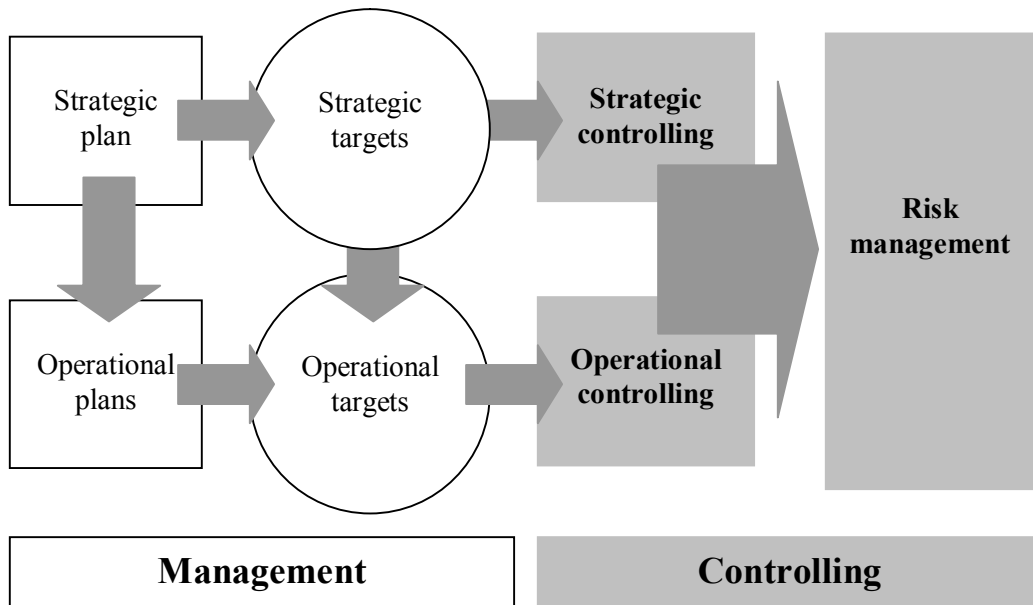 Strategic
plan
Strategic
targets
Strategic
controlling
Risk
management
Operational
plans
Operational
targets
Operational
controlling
Management
Controlling